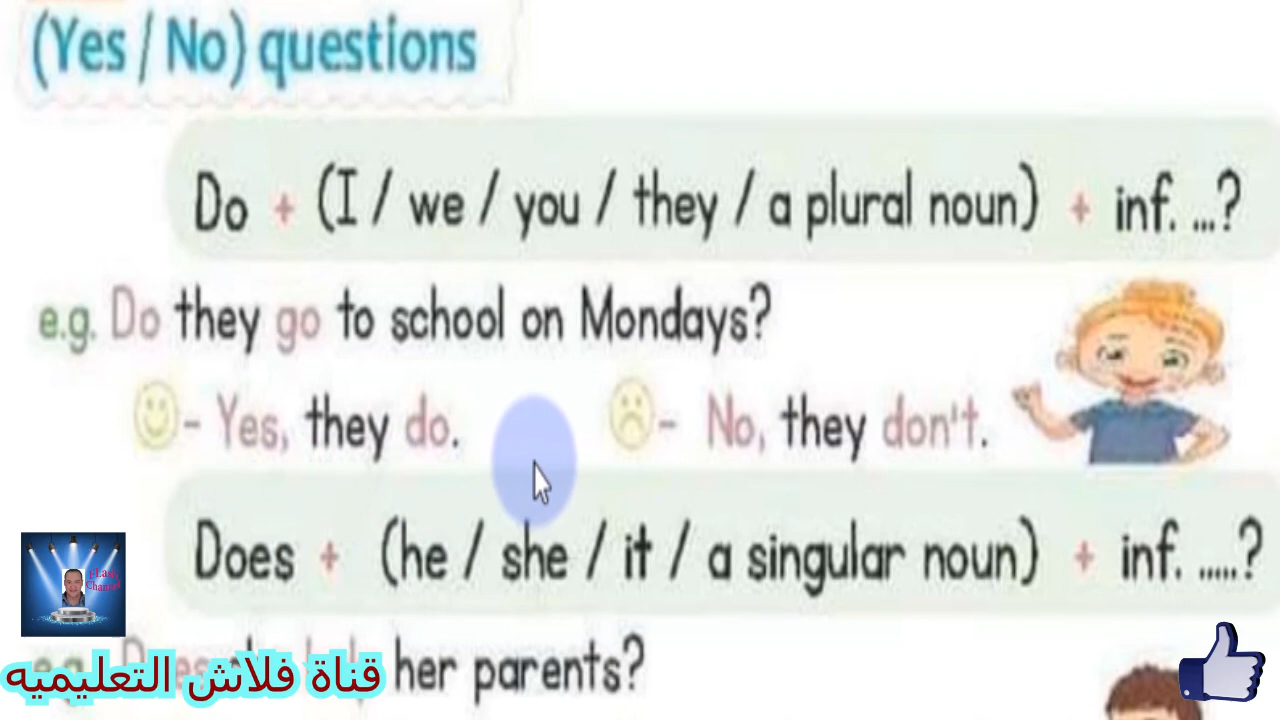 (Yes / No) questions
Do + (I / we / you / they / a plural noun) + inf. ...?
e.g. Do they go to school on Mondays?
- Yes, they do. - No, they don't.
Does + (he / she / it / a singular noun) + inf. .....?
her parents?
قناة فلاش التعليميه